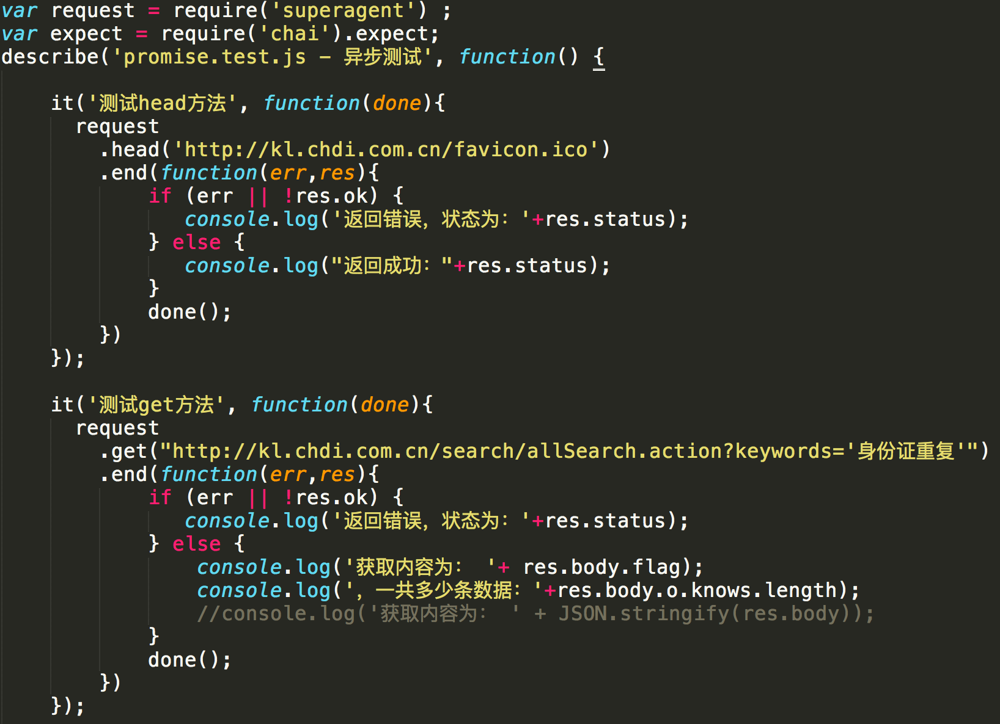 var request = require('superagent') ;
var expect = require('chai').expect;
describe('promise.test.js - 异步测试', function() {
it('测试head方法', function(done){
request
.head('http://kl.chdi.com.cn/favicon.ico')
.end(function(err,res){
if (err || !res.ok) {
console.log('返回错误，状态为：'+res.status);
} else {
console.log("返回成功："+res.status);
}
done();
})
});
it('测试get方法', function(done){
request
.get("http://kl.chdi.com.cn/search/allSearch.action?keywords='身份证重复'")
.end(function(err,res){
if (err || !res.ok) {
console.log('返回错误，状态为：'+res.status);
} else {
console.log('获取内容为： '+ res.body.flag);
console.log('，一共多少条数据：'+res.body.o.knows.length);
//console.log('获取内容为： ' + JSON.stringify(res.body));
}
done();
})
});